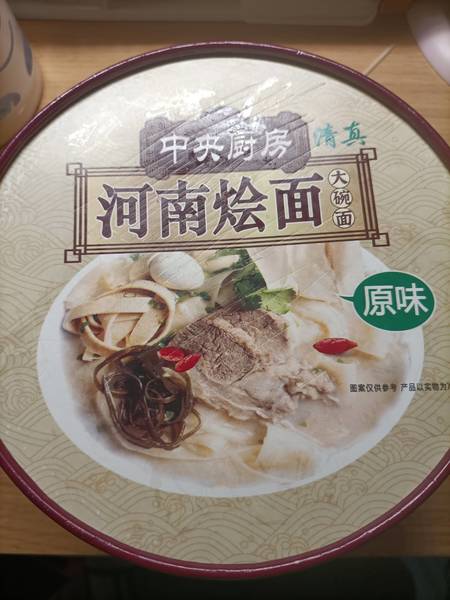 中央厨房
清真
河南烩面
大碗面
原味
图案仅供参考 产品以实物为